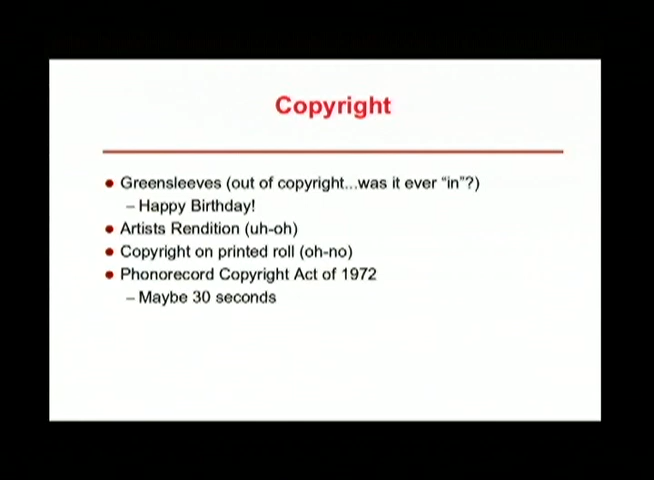 Copyright
• Greensleeves (out of copyright...was it ever “in”?)
– Happy Birthday!
• Artists Rendition (uh-oh)
• Copyright on printed roll (oh-no)
• Phonorecord Copyright Act of 1972
– Maybe 30 seconds